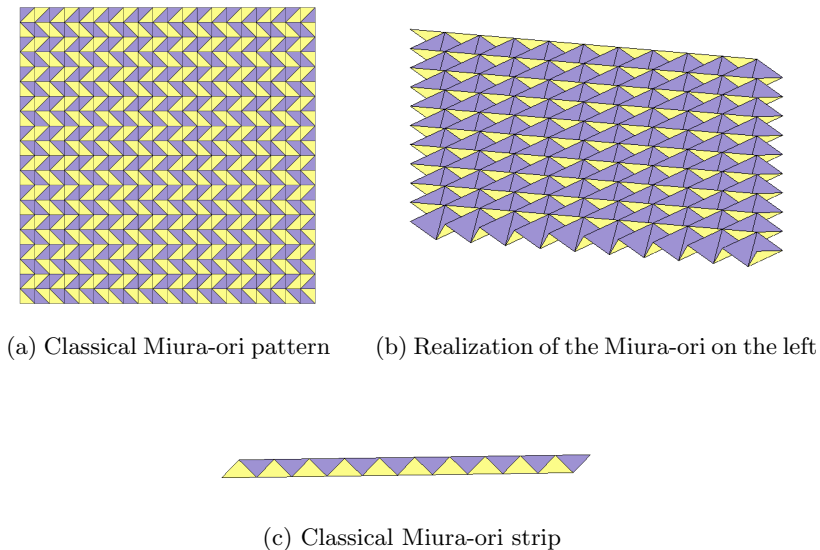 (a) Classical Miura-ori pattern
(b) Realization of the Miura-ori on the left
(c) Classical Miura-ori strip